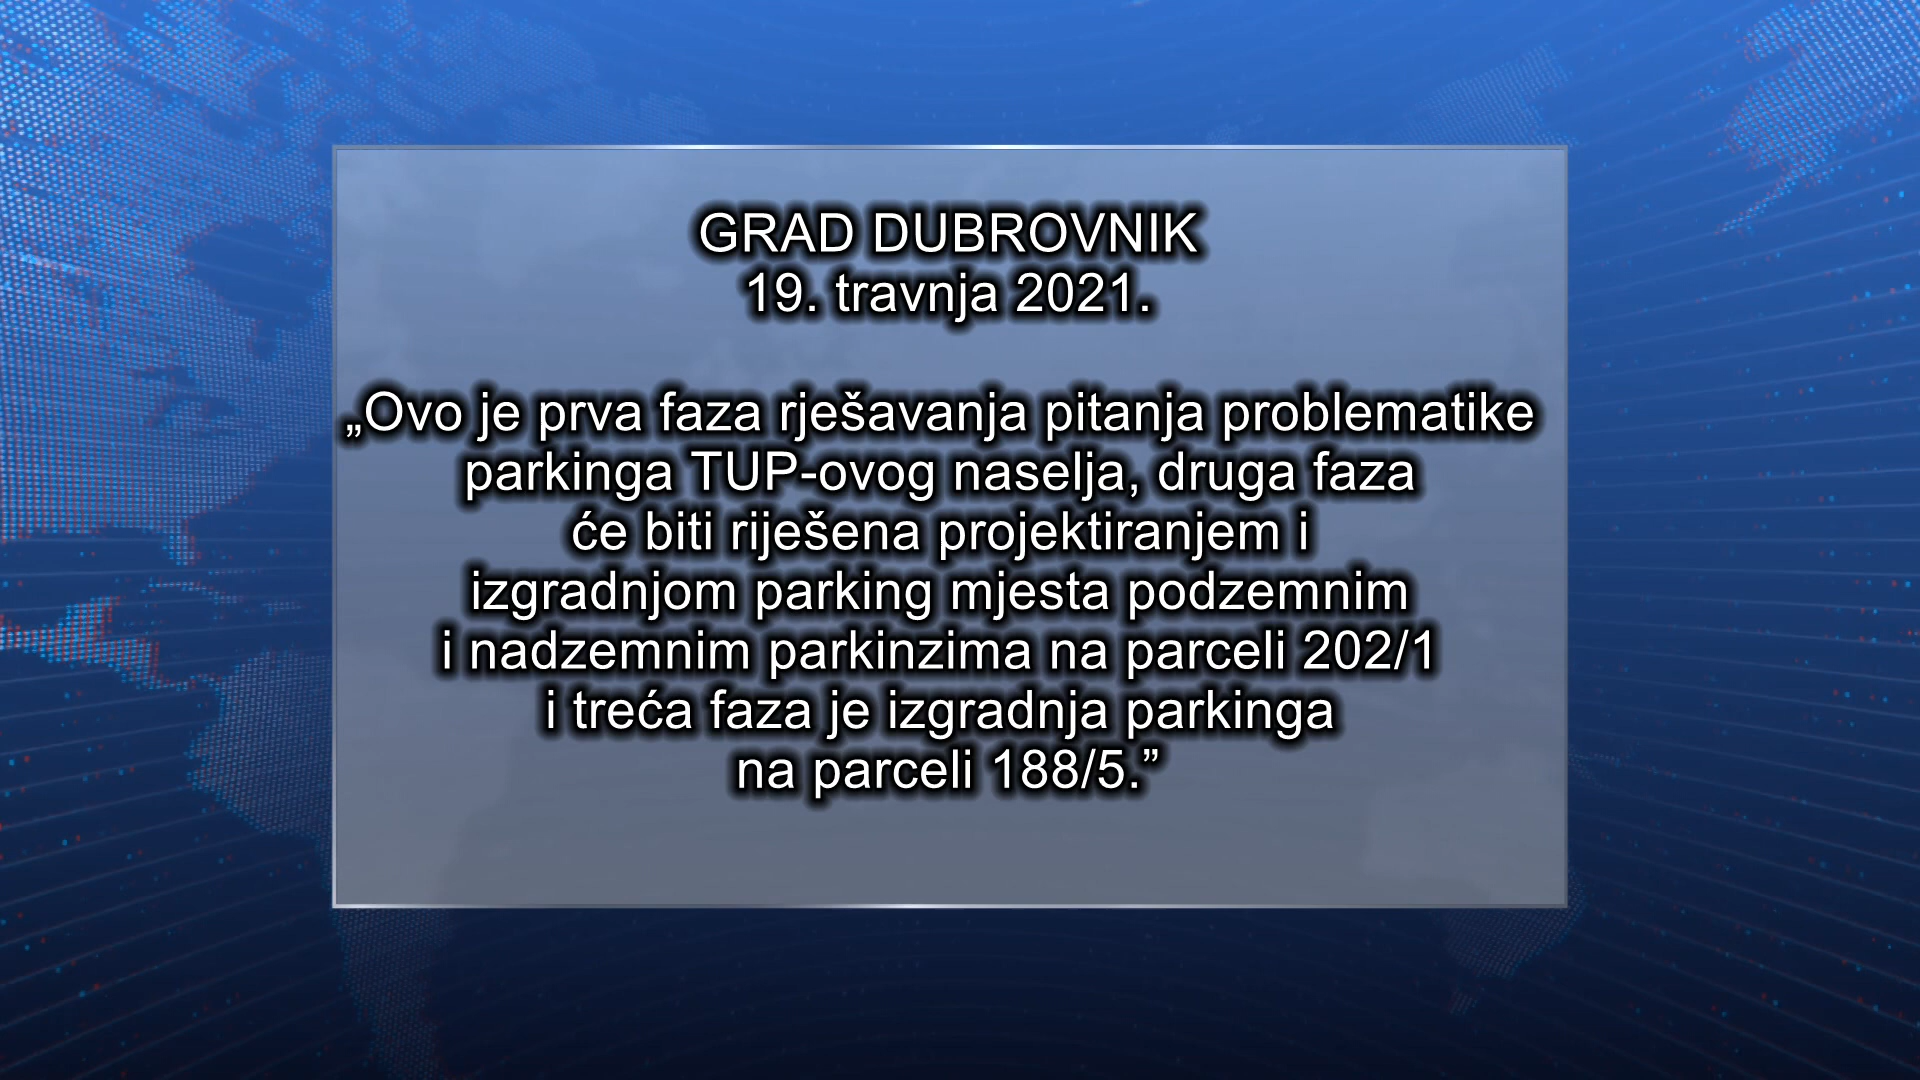 GRAD DUBROVNIK
19. travnja 2021.
„Ovo je prva faza rješavanja pitanja problematike
parkinga TUP-ovog naselja, druga faza
će biti riješena projektiranjem i
izgradnjom parking mjesta podzemnim
i nadzemnim parkinzima na parceli 202/1
i treća faza je izgradnja parkinga
na parceli 188/5.”